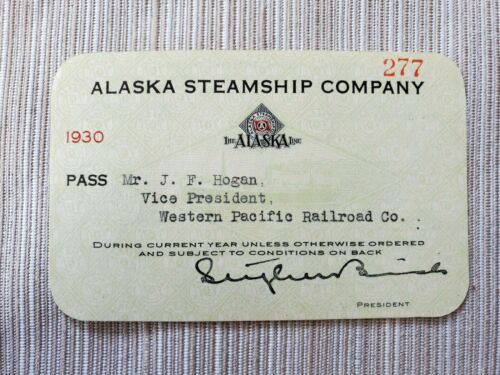 277
ALASKA STEAMSHIP COMPANY
THE ALASKA LINE
1930
PASS Mr. J. F. Hogan,
Vice President,
Western Pacific Railroad Co.
DURING CURRENT YEAR UNLESS OTHERWISE ORDERED
AND SUBJECT TO CONDITIONS ON BACK
PRESIDENT